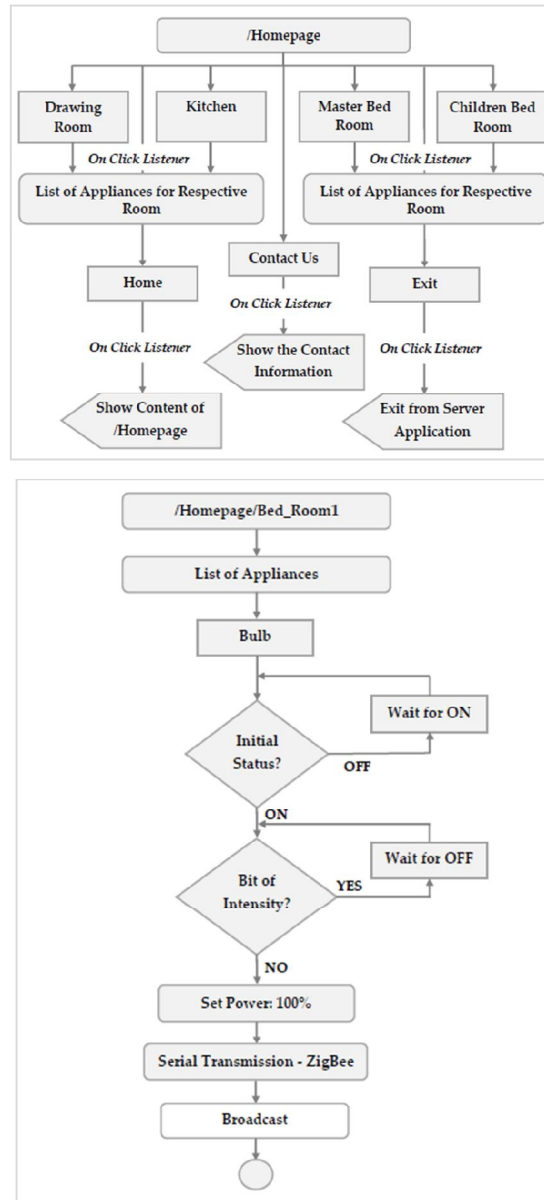 /Homepage
Drawing
Room
Kitchen
Master Bed
Room
Children Bed
Room
On Click Listener
On Click Listener
List of Appliances for Respective
Room
List of Appliances for Respective
Room
Home
Contact Us
Exit
On Click Listener
On Click Listener
On Click Listener
Show the Contact
Information
Show Content of
/Homepage
Exit from Server
Application
/Homepage/Bed_Room1
List of Appliances
Bulb
Wait for ON
Initial
Status?
OFF
ON
Wait for OFF
Bit of
Intensity?
YES
NO
Set Power: 100%
Serial Transmission - ZigBee
Broadcast